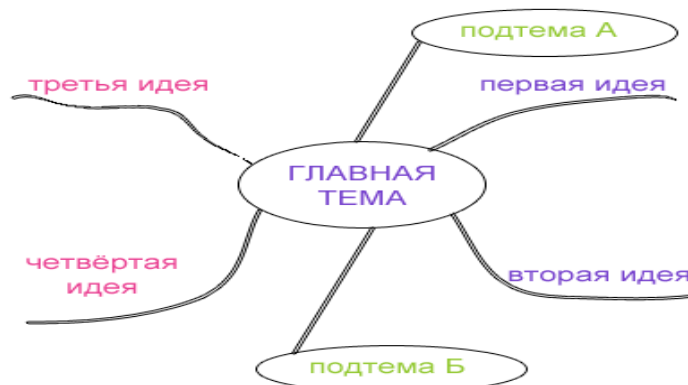 подтема А
третья идея
первая идея
ГЛАВНАЯ
ТЕМА
четвёртая
идея
вторая идея
подтема Б